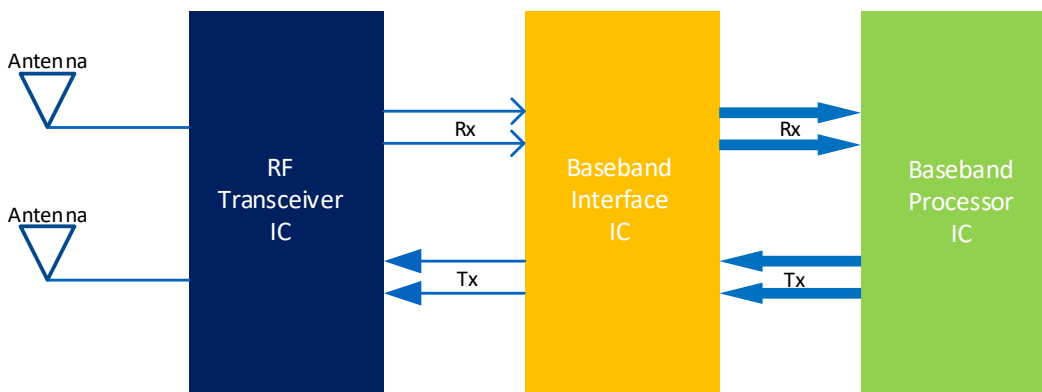 Antenna
Antenna
RF
Transceiver
IC
Rx
Tx
Baseband
Interface
IC
Rx
Tx
Baseband
Processor
IC